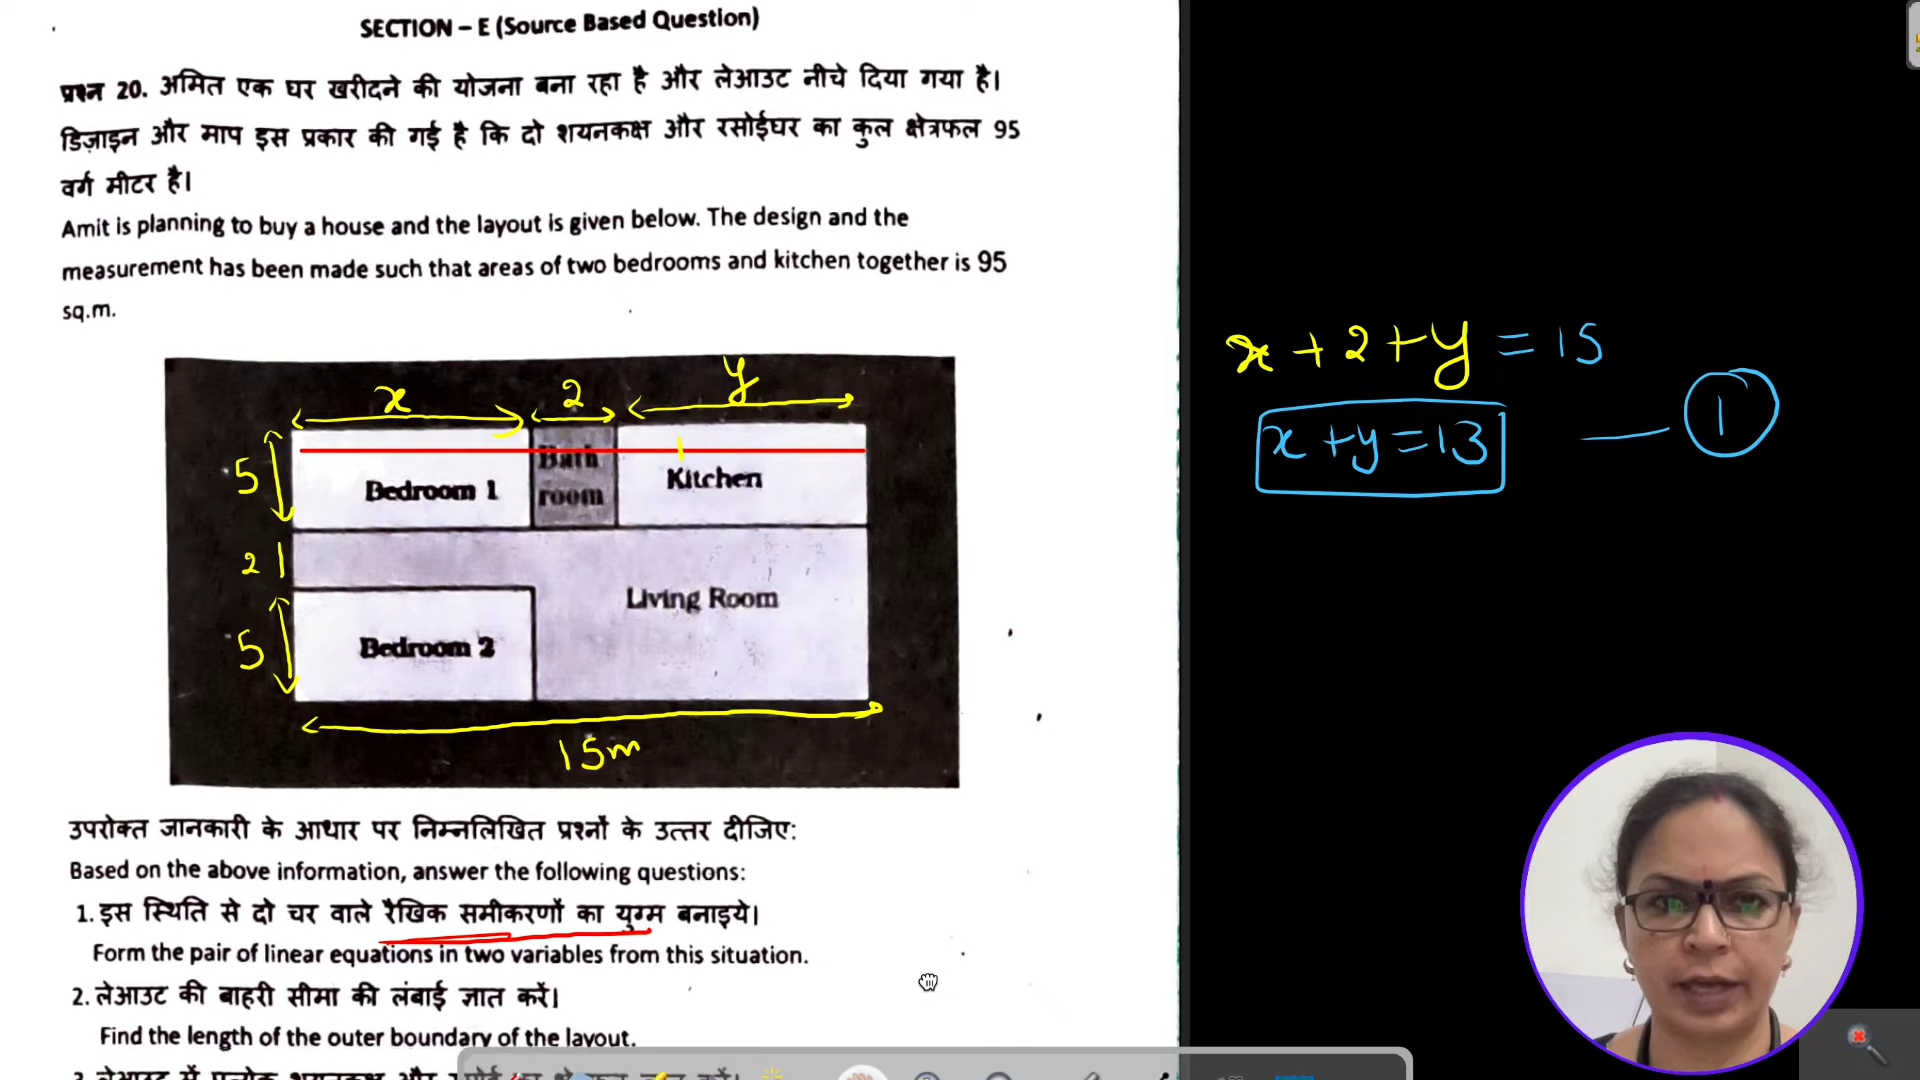 SECTION – E (Source Based Question)
प्रश्न 20. अमित एक घर खरीदने की योजना बना रहा है और लेआउट नीचे दिया गया है।
डिज़ाइन और माप इस प्रकार की गई है कि दो शयनकक्ष और रसोईघर का कुल क्षेत्रफल 95
वर्ग मीटर है।
Amit is planning to buy a house and the layout is given below. The design and the
measurement has been made such that areas of two bedrooms and kitchen together is 95
sq.m.
x 2 y
5
Bedroom 1
Bath
room
Kitchen
2
Living Room
5
Bedroom 2
15m
उपरोक्त जानकारी के आधार पर निम्नलिखित प्रश्नों के उत्तर दीजिए:
Based on the above information, answer the following questions:
1. इस स्थिति से दो चर वाले रैखिक समीकरणों का युग्म बनाइये।
Form the pair of linear equations in two variables from this situation.
2. लेआउट की बाहरी सीमा की लंबाई ज्ञात करें।
Find the length of the outer boundary of the layout.
x + 2 + y = 15
x + y = 13 — 1